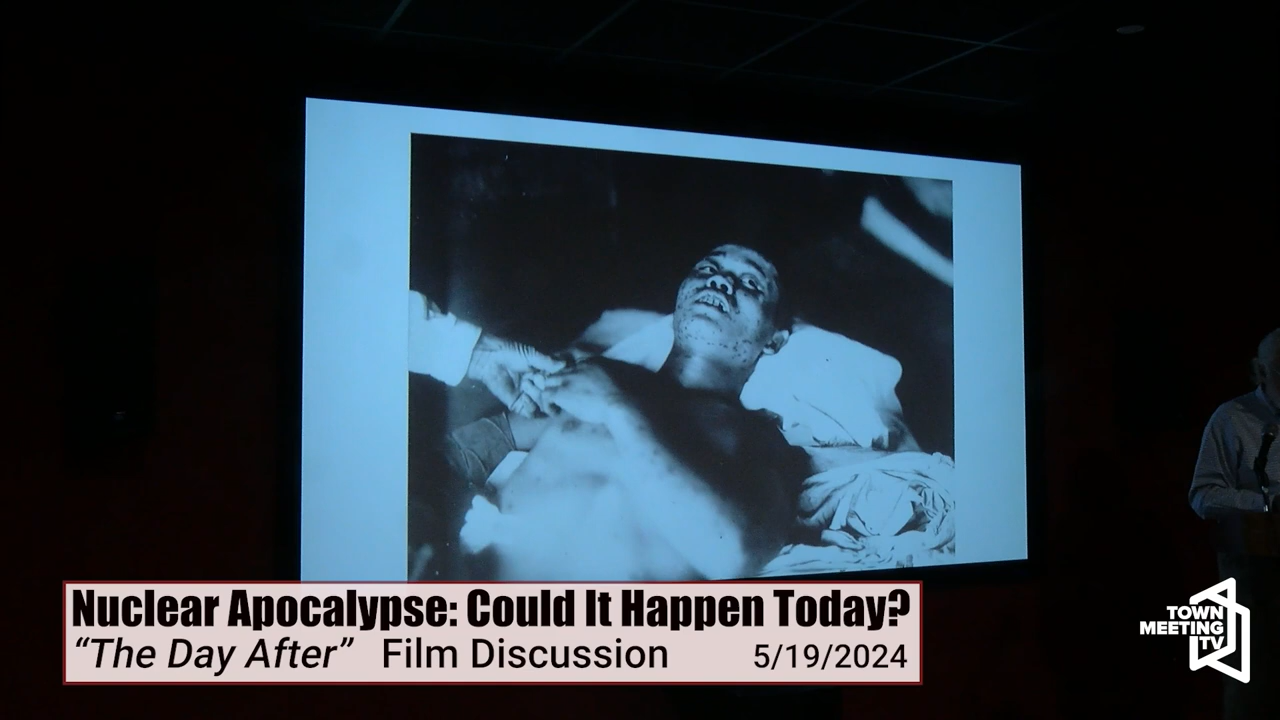 Nuclear Apocalypse: Could It Happen Today?
“The Day After” Film Discussion 5/19/2024
TOWN
MEETING
TV